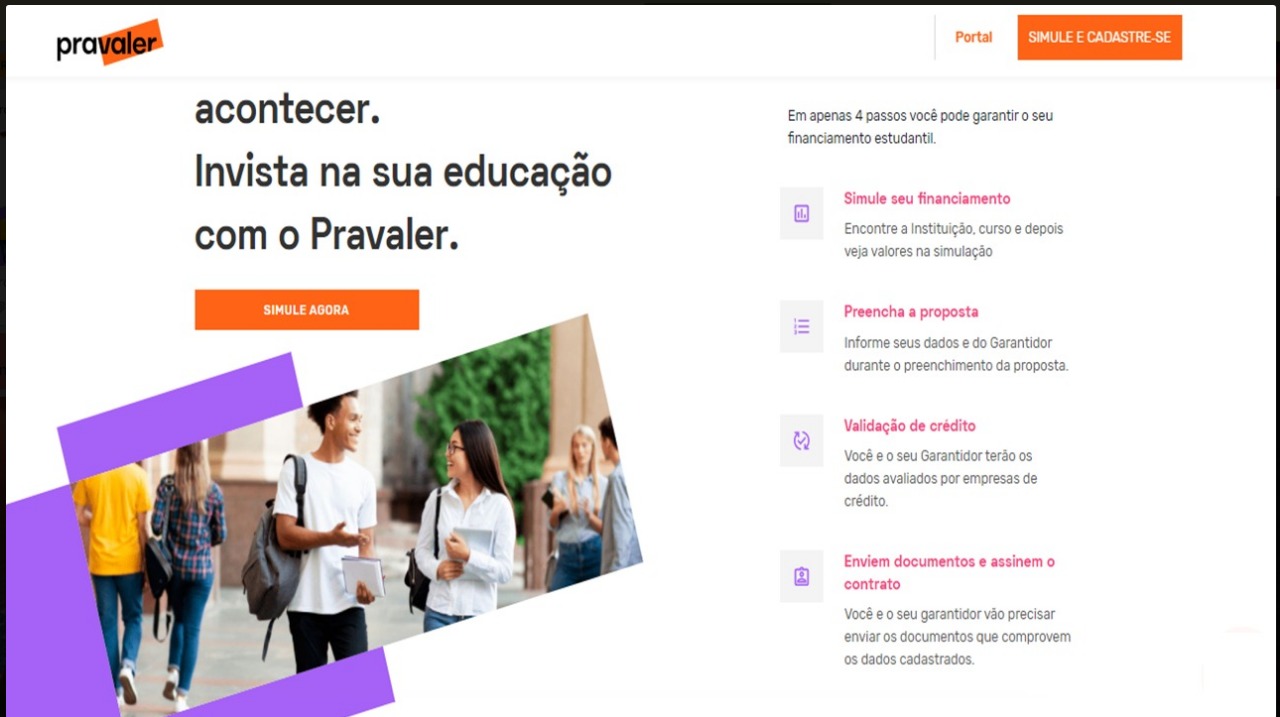 pravaler
Portal
SIMULE E CADASTRE-SE
acontecer.
Invista na sua educação
com o Pravaler.
SIMULE AGORA
Em apenas 4 passos você pode garantir o seu
financiamento estudantil.
Simule seu financiamento
Encontre a Instituição, curso e depois
veja valores na simulação
Preencha a proposta
Informe seus dados e do Garantidor
durante o preenchimento da proposta.
Validação de crédito
Você e o seu Garantidor terão os
dados avaliados por empresas de
crédito.
Enviem documentos e assinem o
contrato
Você e o seu garantidor vão precisar
enviar os documentos que comprovem
os dados cadastrados.